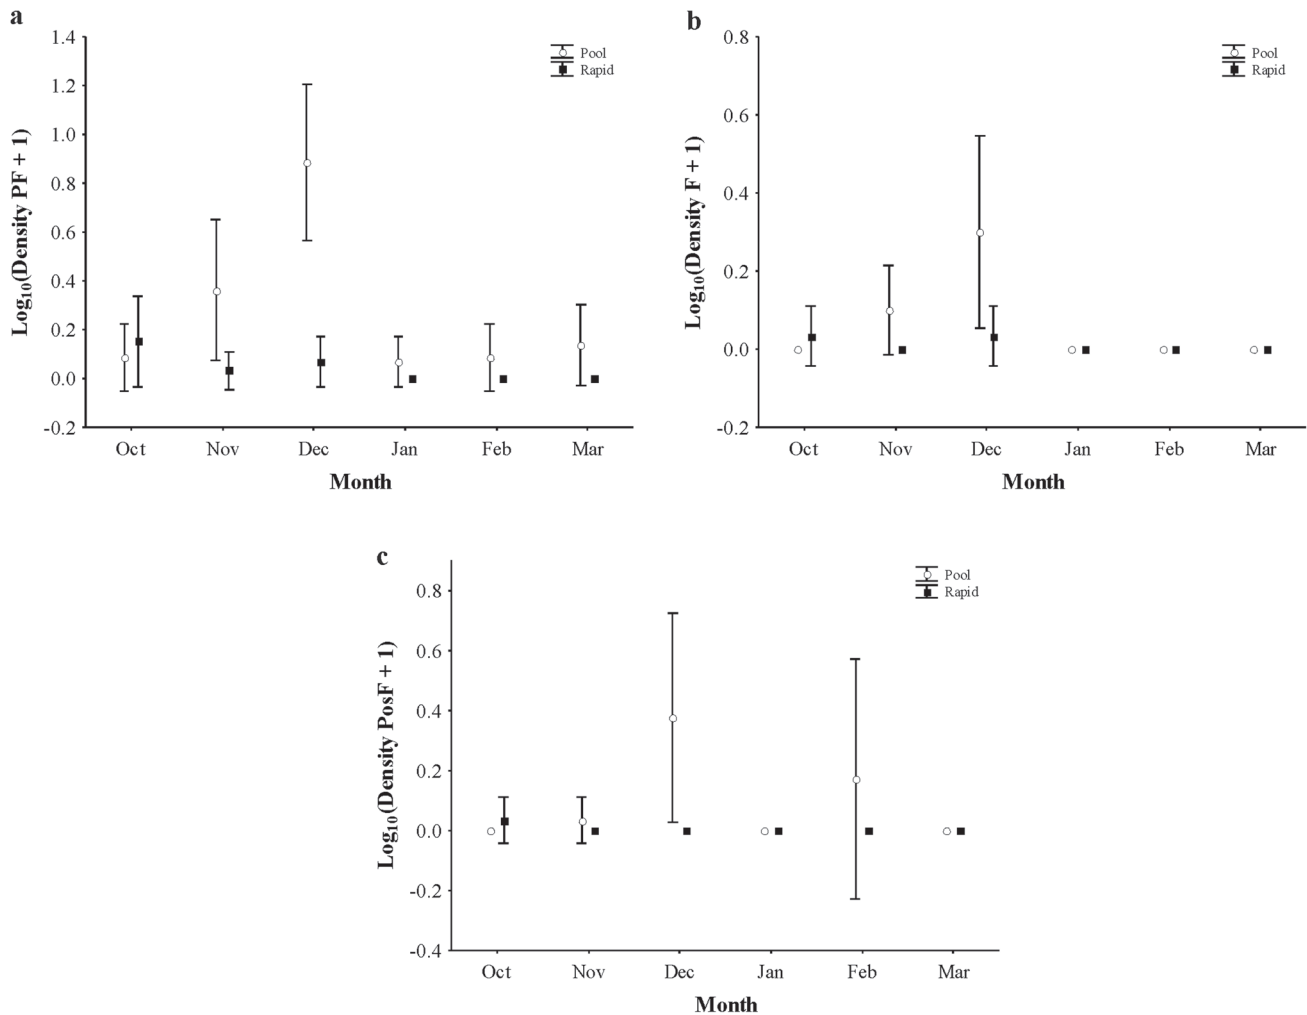 a
1.4
1.2
1.0
0.8
0.6
0.4
0.2
0.0
-0.2
Log10(Density PF + 1)
Pool
Rapid
Oct Nov Dec Jan Feb Mar
Month
b
0.8
0.6
0.4
0.2
0.0
-0.2
Log10(Density F + 1)
Pool
Rapid
Oct Nov Dec Jan Feb Mar
Month
c
0.8
0.6
0.4
0.2
0.0
-0.2
-0.4
Log10(Density PosF + 1)
Pool
Rapid
Oct Nov Dec Jan Feb Mar
Month